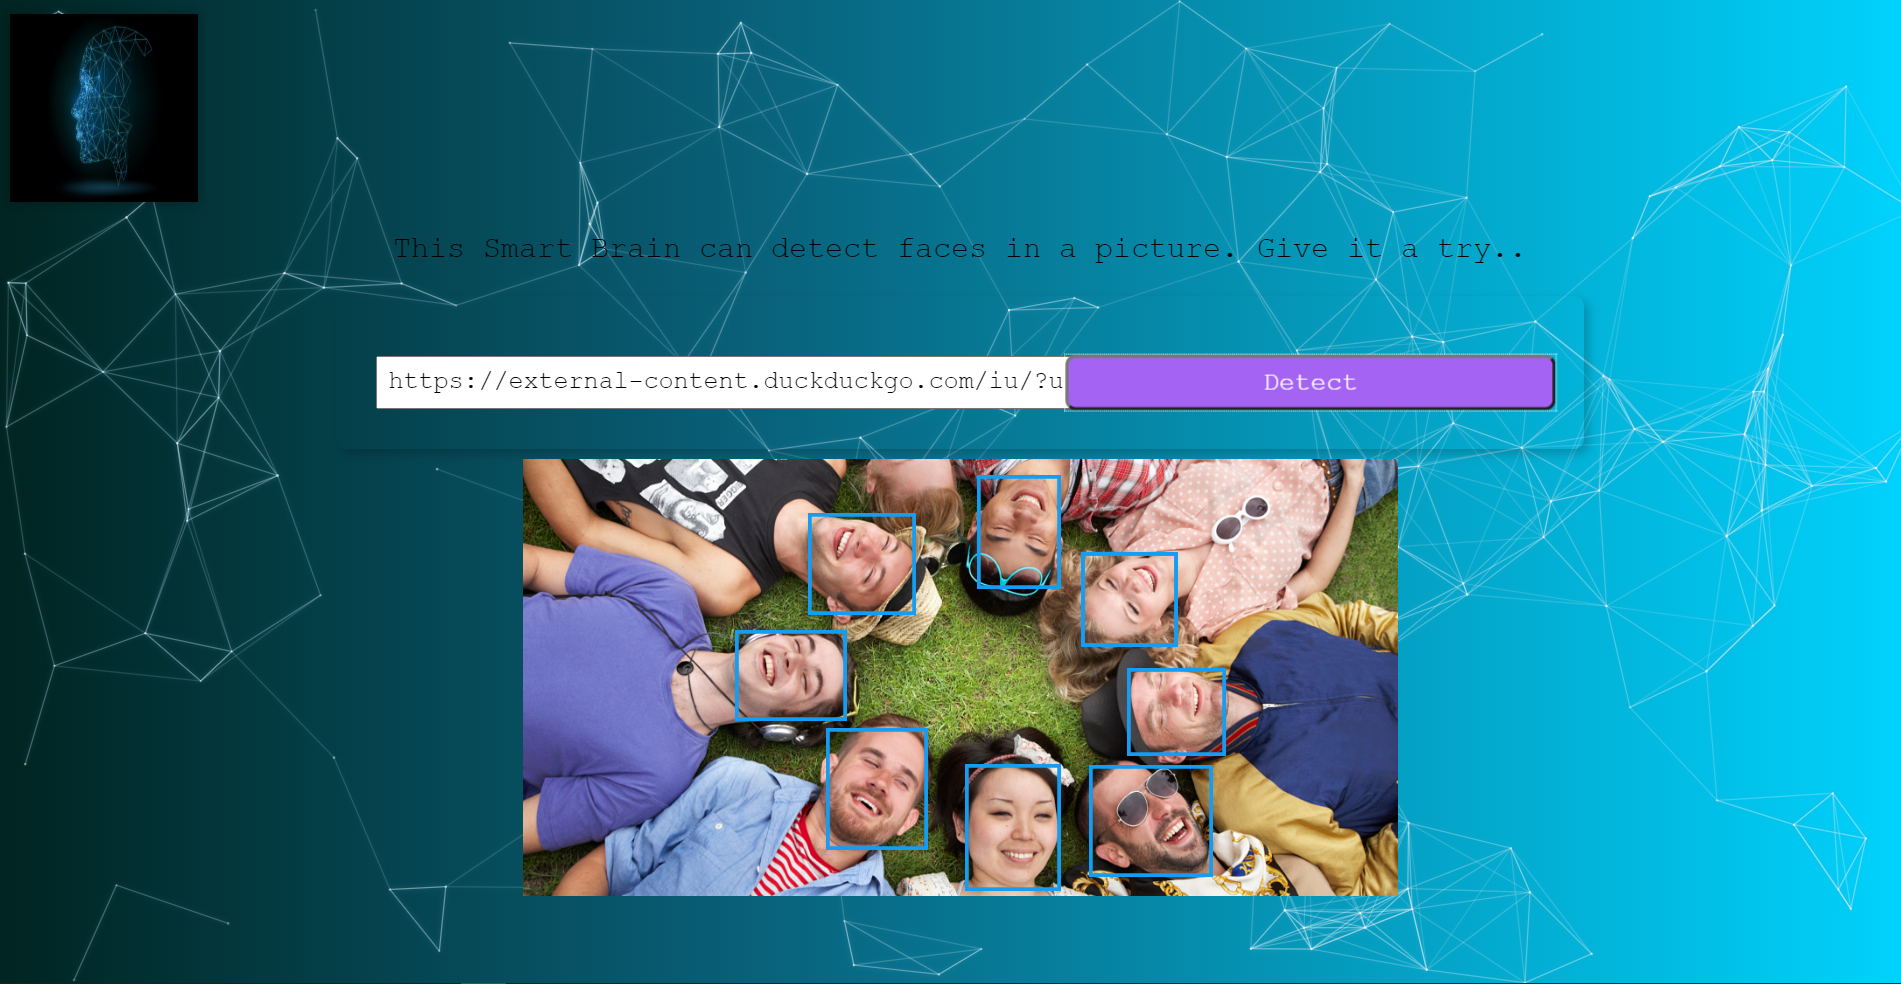 This Smart Brain can detect faces in a picture. Give it a try..
https://external-content.duckduckgo.com/iu/?u
Detect